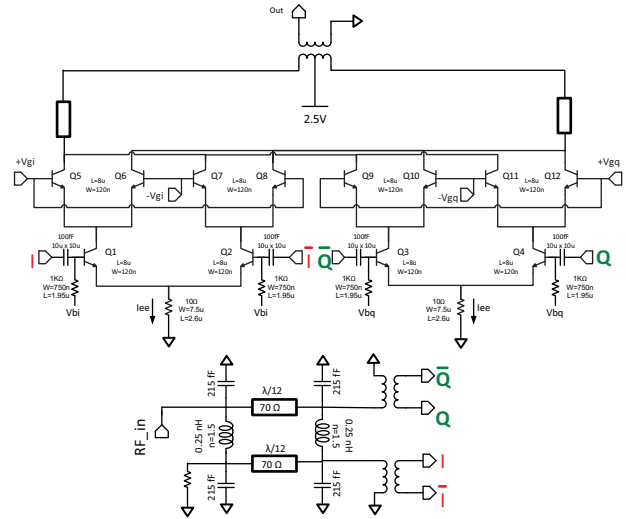 Out
2.5V
+Vgi
Q5
L=8u
W=120n
Q6
Q7
L=8u
W=120n
Q8
Q9
L=8u
W=120n
Q10
Q11
L=8u
W=120n
Q12
+Vgq
-Vgi
-Vgq
100fF
10u x 10u
Q1
L=8u
W=120n
I
1KΩ
W=750n
L=1.95u
Vbi
Iee
10Ω
W=7.5u
L=2.6u
100fF
10u x 10u
Q2
L=8u
W=120n
I̅
1KΩ
W=750n
L=1.95u
Vbi
100fF
10u x 10u
Q3
L=8u
W=120n
Q̅
1KΩ
W=750n
L=1.95u
Vbq
10Ω
W=7.5u
L=2.6u
Iee
100fF
10u x 10u
Q4
L=8u
W=120n
Q
1KΩ
W=750n
L=1.95u
Vbq
215 fF
λ/12
70 Ω
215 fF
Q̅
Q
RF_in
0.25 nH
n=1.5
λ/12
70 Ω
0.25 nH
n=1.5
I
I̅
215 fF
215 fF